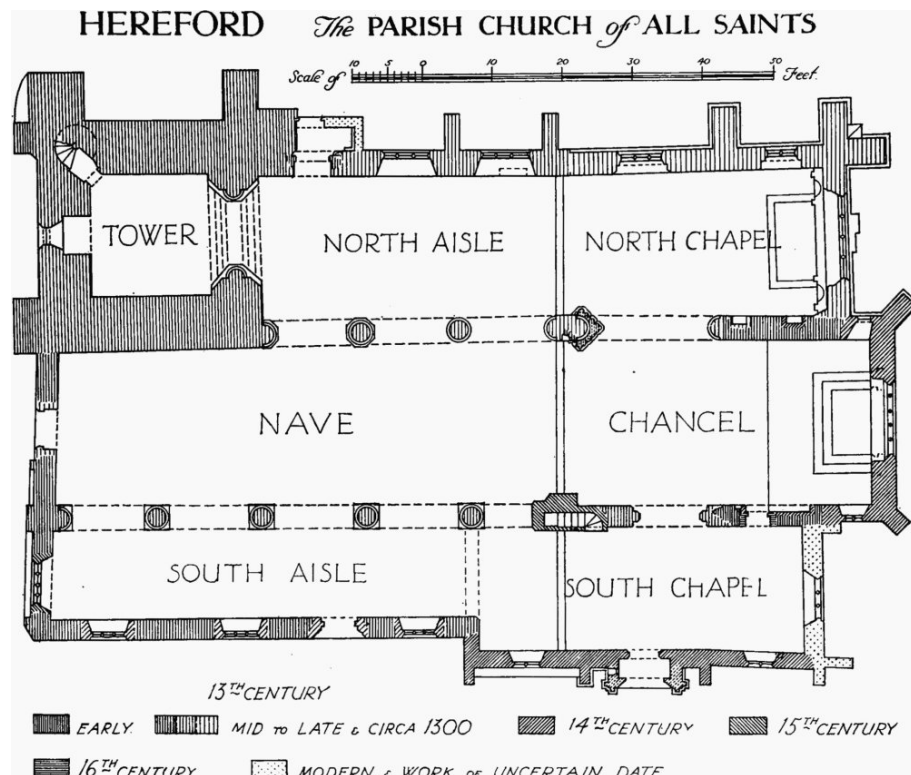 HEREFORD The PARISH CHURCH of ALL SAINTS
Scale of 10 5 0 10 20 30 40 50 Feet.
TOWER
NORTH AISLE
NORTH CHAPEL
NAVE
CHANCEL
SOUTH AISLE
SOUTH CHAPEL
13TH CENTURY
EARLY. MID TO LATE & CIRCA 1300 14TH CENTURY 15TH CENTURY
16TH CENTURY MODERN & WORK OF UNCERTAIN DATE